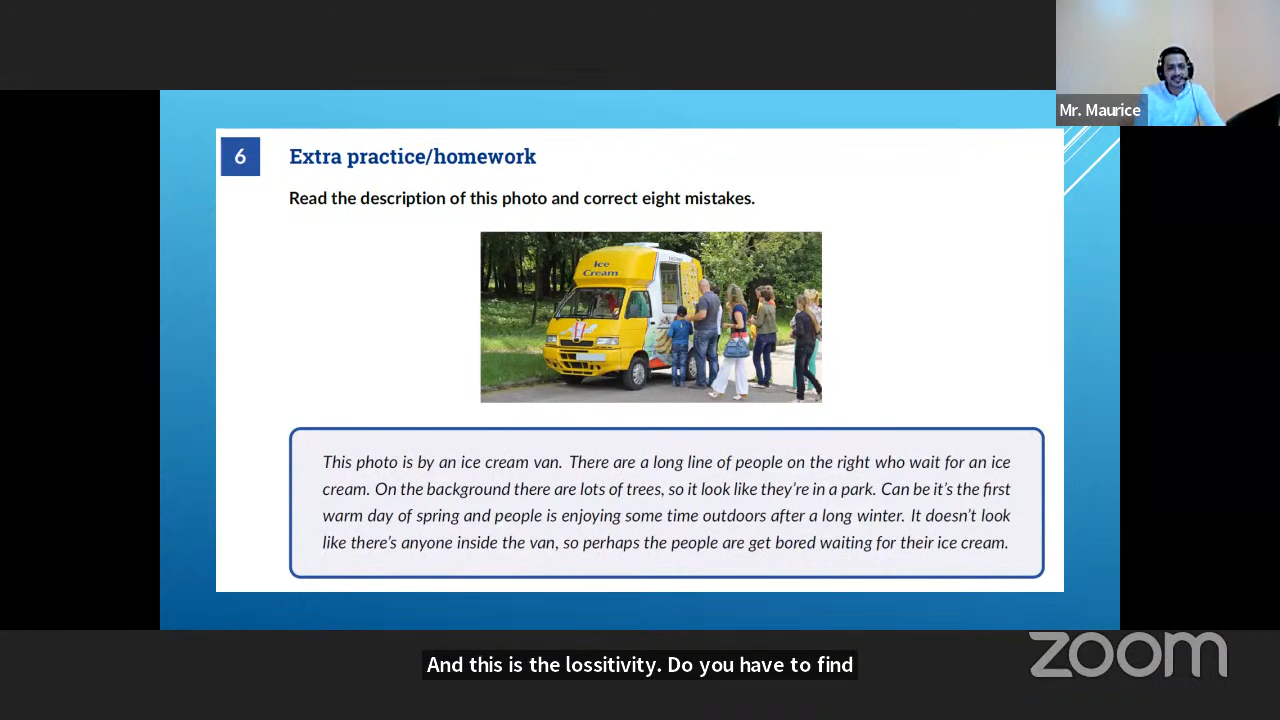 Mr. Maurice
6
Extra practice/homework
Read the description of this photo and correct eight mistakes.
Ice
Cream
This photo is by an ice cream van. There are a long line of people on the right who wait for an ice
cream. On the background there are lots of trees, so it look like they're in a park. Can be it's the first
warm day of spring and people is enjoying some time outdoors after a long winter. It doesn't look
like there's anyone inside the van, so perhaps the people are get bored waiting for their ice cream.
And this is the lossitivity. Do you have to find
zoom